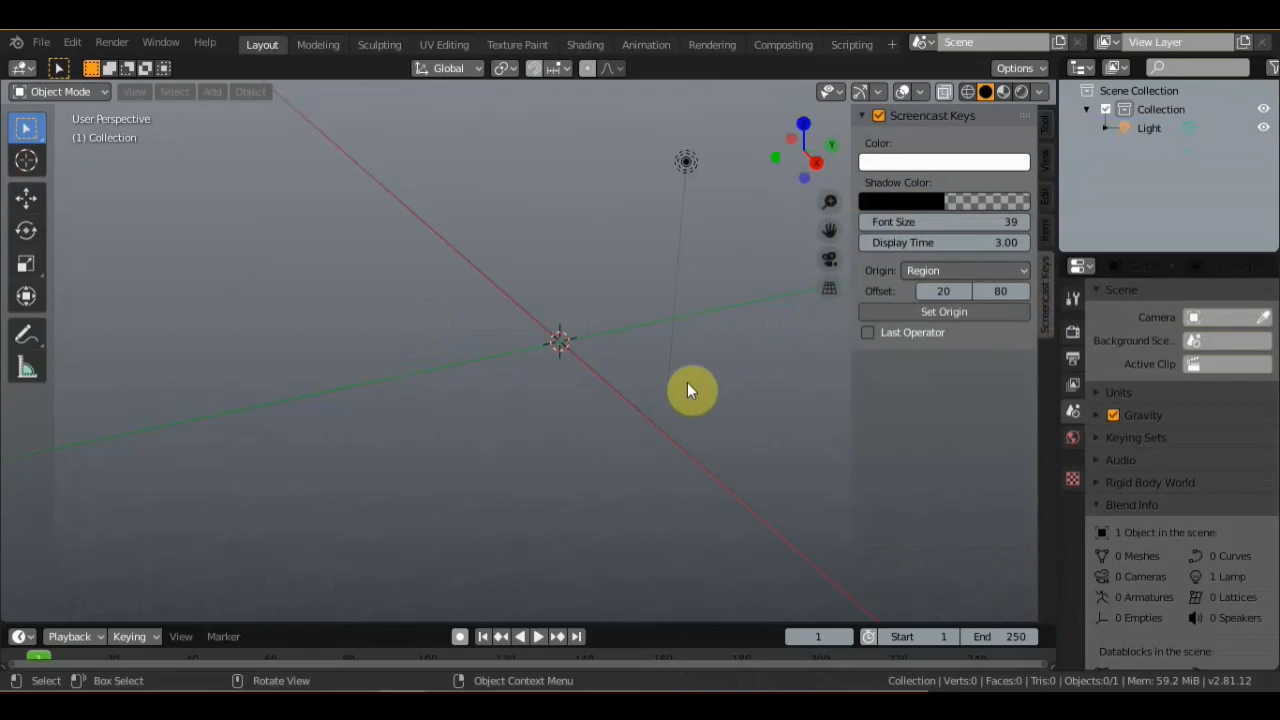 File Edit Render Window Help Layout Modeling Sculpting UV Editing Texture Paint Shading Animation Rendering Compositing Scripting + Scene View Layer
Global Options
Object Mode View Select Add Object
User Perspective
(1) Collection
Z
Y
X
Screencast Keys
Color:
Shadow Color:
Font Size 39
Display Time 3.00
Origin: Region
Offset: 20 80
Set Origin
Last Operator
Tool
View
Edit
Item
Screencast Keys
Scene Collection
Collection
Light
Scene
Camera
Background Sce..
Active Clip
Units
Gravity
Keying Sets
Audio
Rigid Body World
Blend Info
1 Object in the scene:
0 Meshes 0 Curves
0 Cameras 1 Lamp
0 Armatures 0 Lattices
0 Empties 0 Speakers
Datablocks in the scene:
Playback Keying View Marker 1 Start 1 End 250
Select Box Select Rotate View Object Context Menu Collection | Verts:0 | Faces:0 | Tris:0 | Objects:0/1 | Mem: 59.2 MiB | v2.81.12